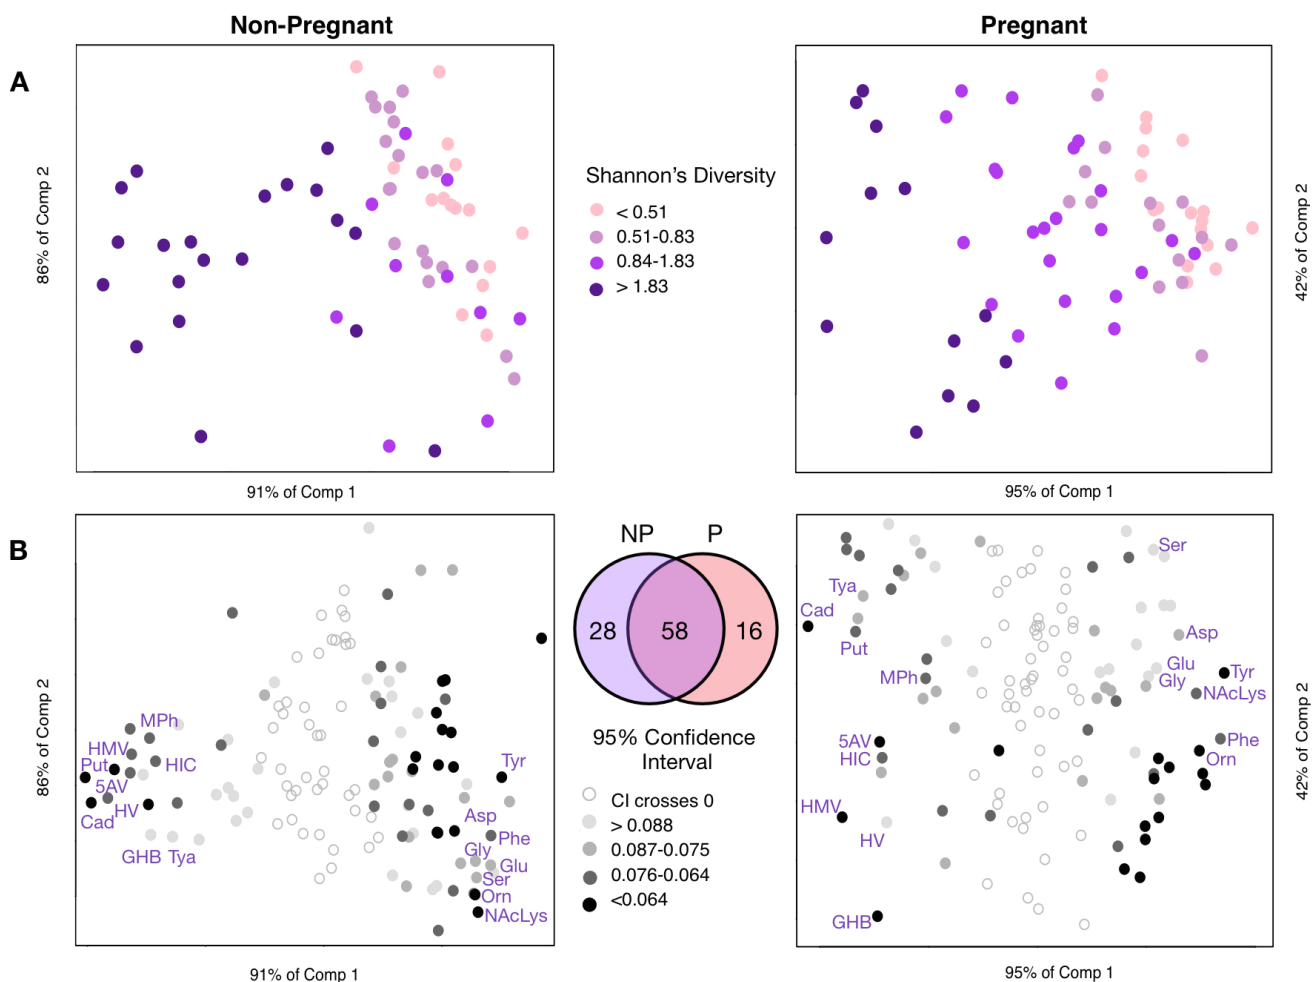 Non-Pregnant
Pregnant
A
86% of Comp 2
Shannon's Diversity
< 0.51
0.51-0.83
0.84-1.83
> 1.83
42% of Comp 2
91% of Comp 1
95% of Comp 1
B
86% of Comp 2
MPh
HMV
Put
HIC
5AV
HV
Cad
GHB Tya
Tyr
Asp
Phe
Gly
Glu
Ser
Orn
NAcLys
91% of Comp 1
NP
P
28
58
16
95% Confidence
Interval
CI crosses 0
> 0.088
0.087-0.075
0.076-0.064
<0.064
Ser
Tya
Cad
Put
Asp
MPh
Glu
Gly
Tyr
NAcLys
5AV
HIC
Phe
Orn
HMV
HV
GHB
42% of Comp 2
95% of Comp 1